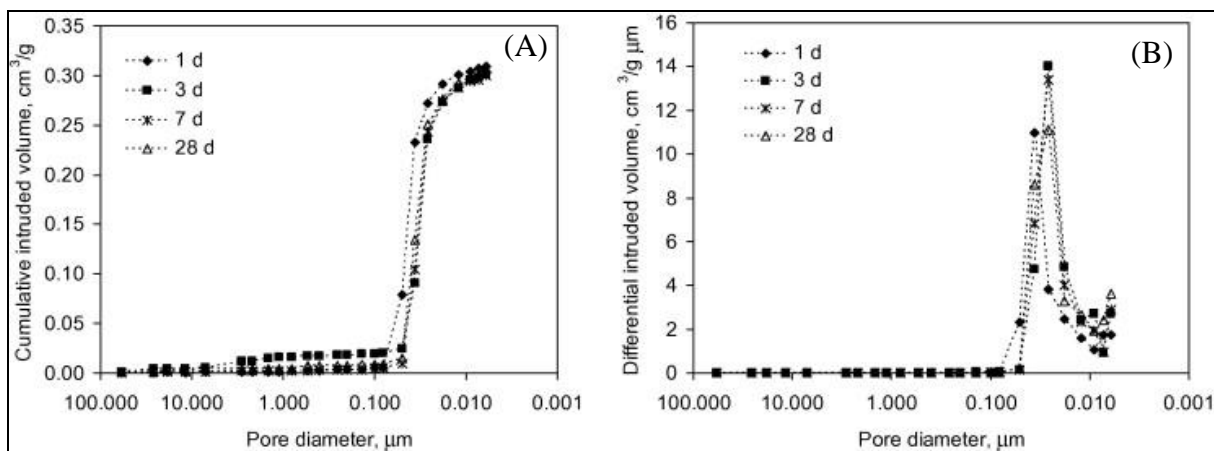 (A)
Cumulative intruded volume, cm³/g
0.35
0.30
0.25
0.20
0.15
0.10
0.05
0.00
1 d
3 d
7 d
28 d
100.000 10.000 1.000 0.100 0.010 0.001
Pore diameter, μm
(B)
Differential intruded volume, cm³/g μm
16
14
12
10
8
6
4
2
0
1 d
3 d
7 d
28 d
100.000 10.000 1.000 0.100 0.010 0.001
Pore diameter, μm